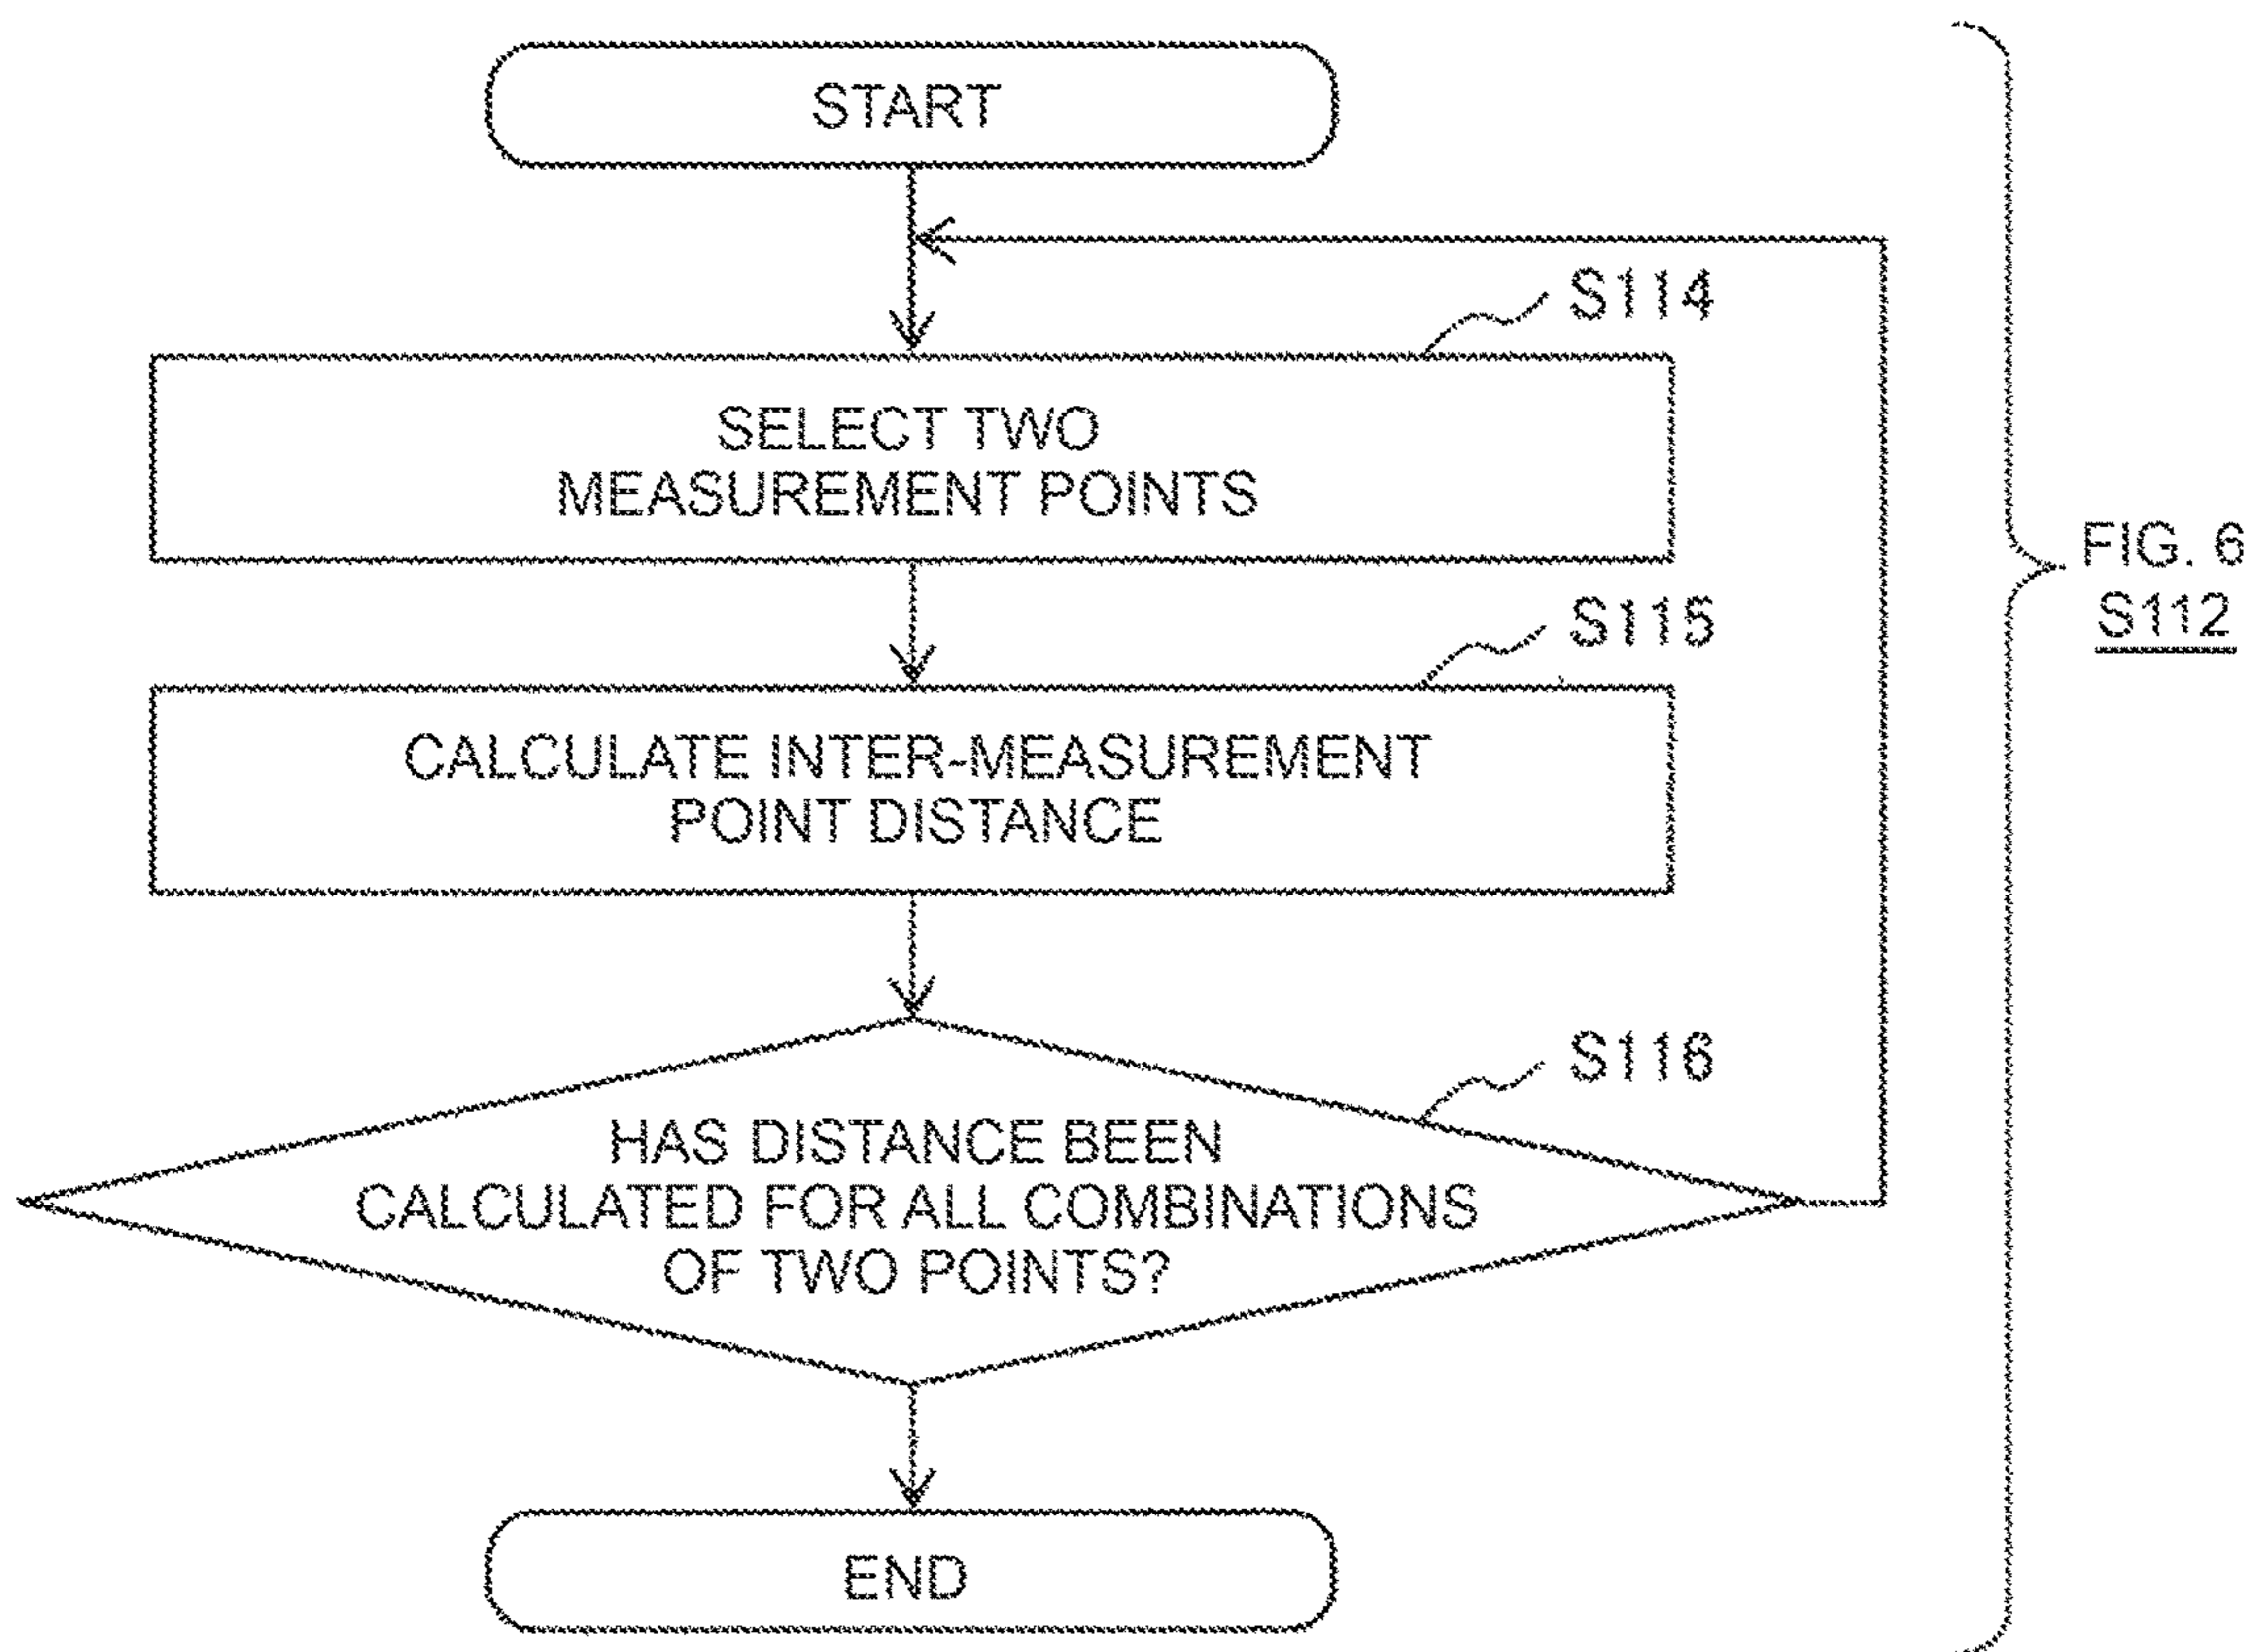 START
S114
SELECT TWO
MEASUREMENT POINTS
FIG. 6
S112
S115
CALCULATE INTER-MEASUREMENT
POINT DISTANCE
S116
HAS DISTANCE BEEN
CALCULATED FOR ALL COMBINATIONS
OF TWO POINTS?
END